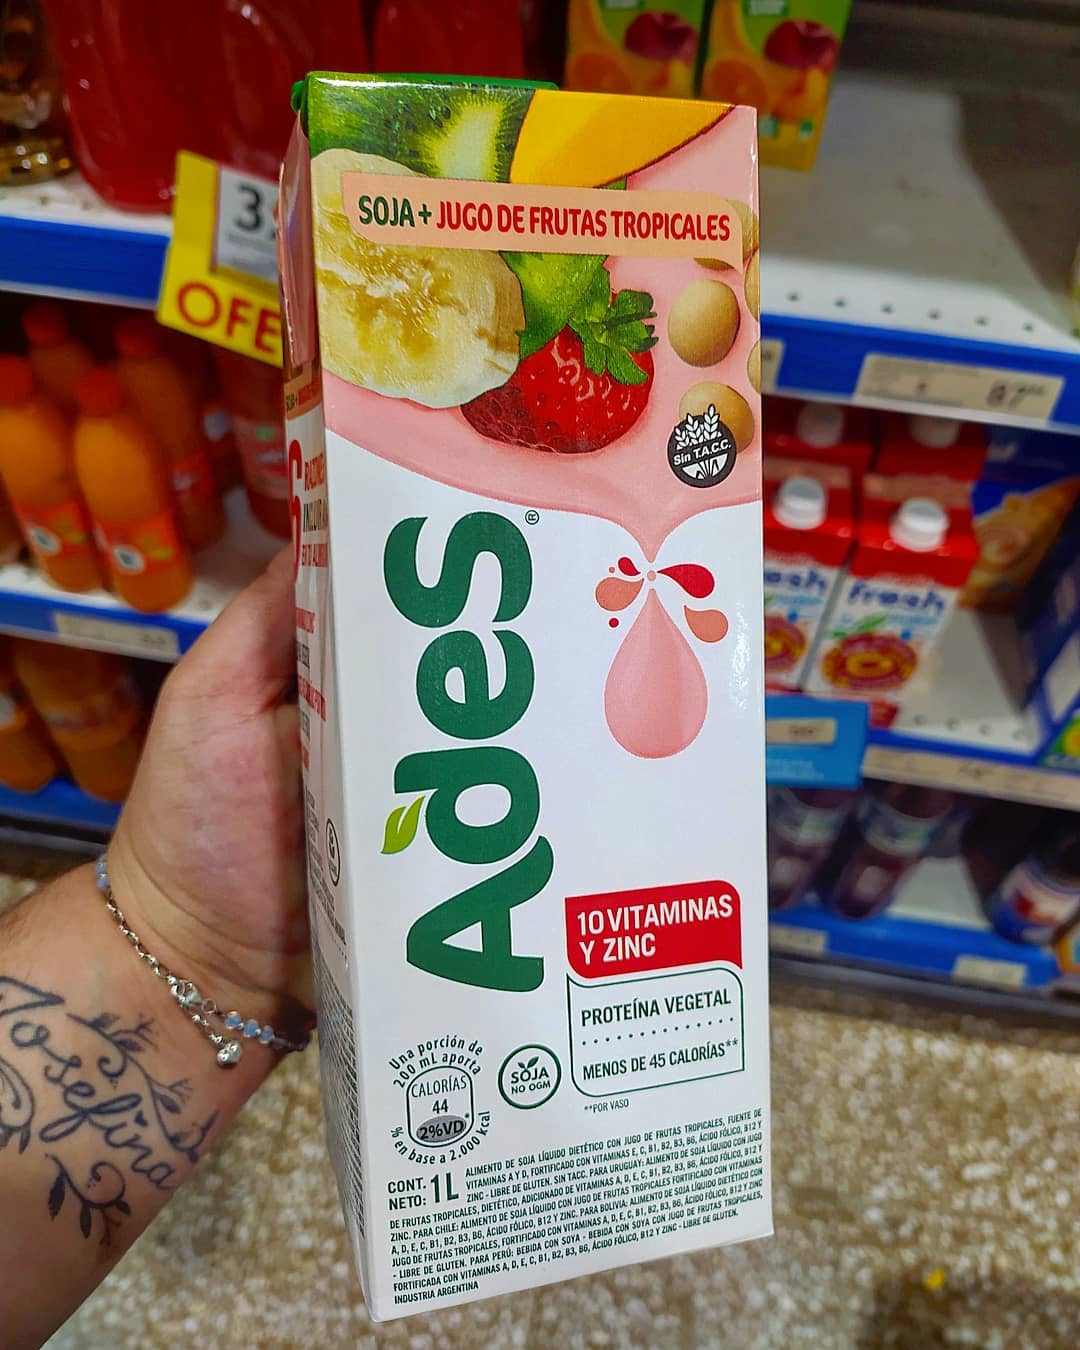 SOJA + JUGO DE FRUTAS TROPICALES
Sin T.A.C.C.
AdeS®
10 VITAMINAS
Y ZINC
PROTEÍNA VEGETAL
MENOS DE 45 CALORÍAS**
**POR VASO
Una porción de
200 mL aporta
CALORÍAS
44
2%VD*
% en base a 2.000 kcal
SOJA
NO OGM
CONT.
NETO: 1L
ALIMENTO DE SOJA LÍQUIDO DIETÉTICO CON JUGO DE FRUTAS TROPICALES, FUENTE DE
VITAMINAS A Y D, FORTIFICADO CON VITAMINAS E, C, B1, B2, B3, B6, ÁCIDO FÓLICO, B12 Y
ZINC - LIBRE DE GLUTEN. SIN TACC. PARA URUGUAY: ALIMENTO DE SOJA LÍQUIDO CON JUGO
DE FRUTAS TROPICALES, DIETÉTICO, ADICIONADO DE VITAMINAS A, D, E, C, B1, B2, B3, B6, ÁCIDO FÓLICO, B12 Y
ZINC. PARA CHILE: ALIMENTO DE SOJA LÍQUIDO CON JUGO DE FRUTAS TROPICALES FORTIFICADO CON VITAMINAS
A, D, E, C, B1, B2, B3, B6, ÁCIDO FÓLICO, B12 Y ZINC. PARA BOLIVIA: ALIMENTO DE SOJA LÍQUIDO DIETÉTICO CON
JUGO DE FRUTAS TROPICALES, FORTIFICADO CON VITAMINAS A, D, E, C, B1, B2, B3, B6, ÁCIDO FÓLICO, B12 Y ZINC
- LIBRE DE GLUTEN. PARA PERÚ: BEBIDA CON SOYA - BEBIDA CON SOYA CON JUGO DE FRUTAS TROPICALES,
FORTIFICADA CON VITAMINAS A, D, E, C, B1, B2, B3, B6, ÁCIDO FÓLICO, B12 Y ZINC - LIBRE DE GLUTEN.
INDUSTRIA ARGENTINA
Josefina
OFE
fresh